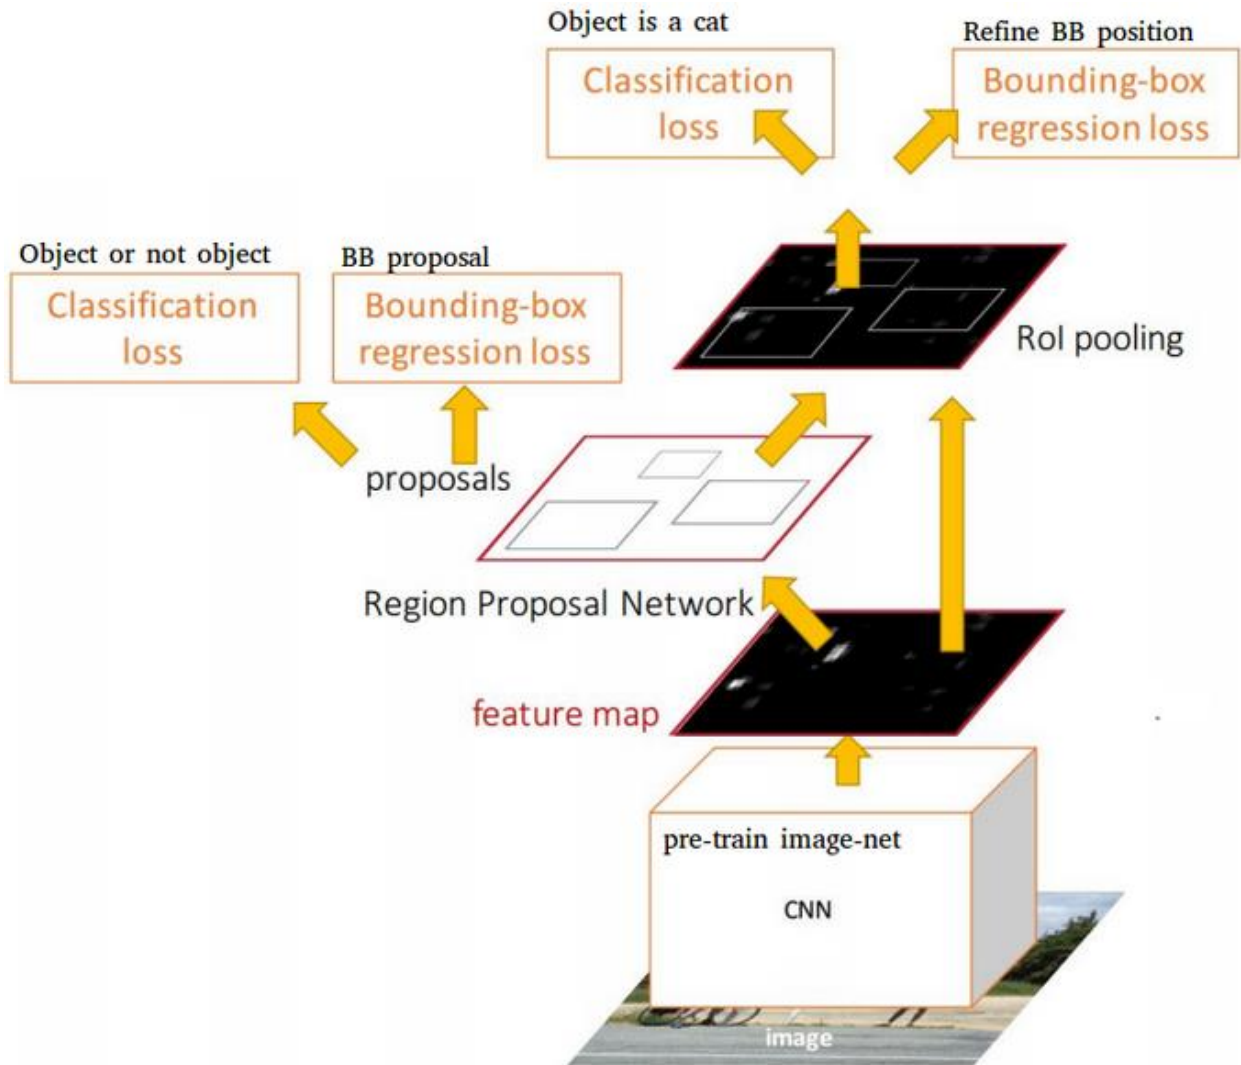 Object is a cat
Classification
loss
Refine BB position
Bounding-box
regression loss
Object or not object
Classification
loss
BB proposal
Bounding-box
regression loss
RoI pooling
proposals
Region Proposal Network
feature map
pre-train image-net
CNN
image